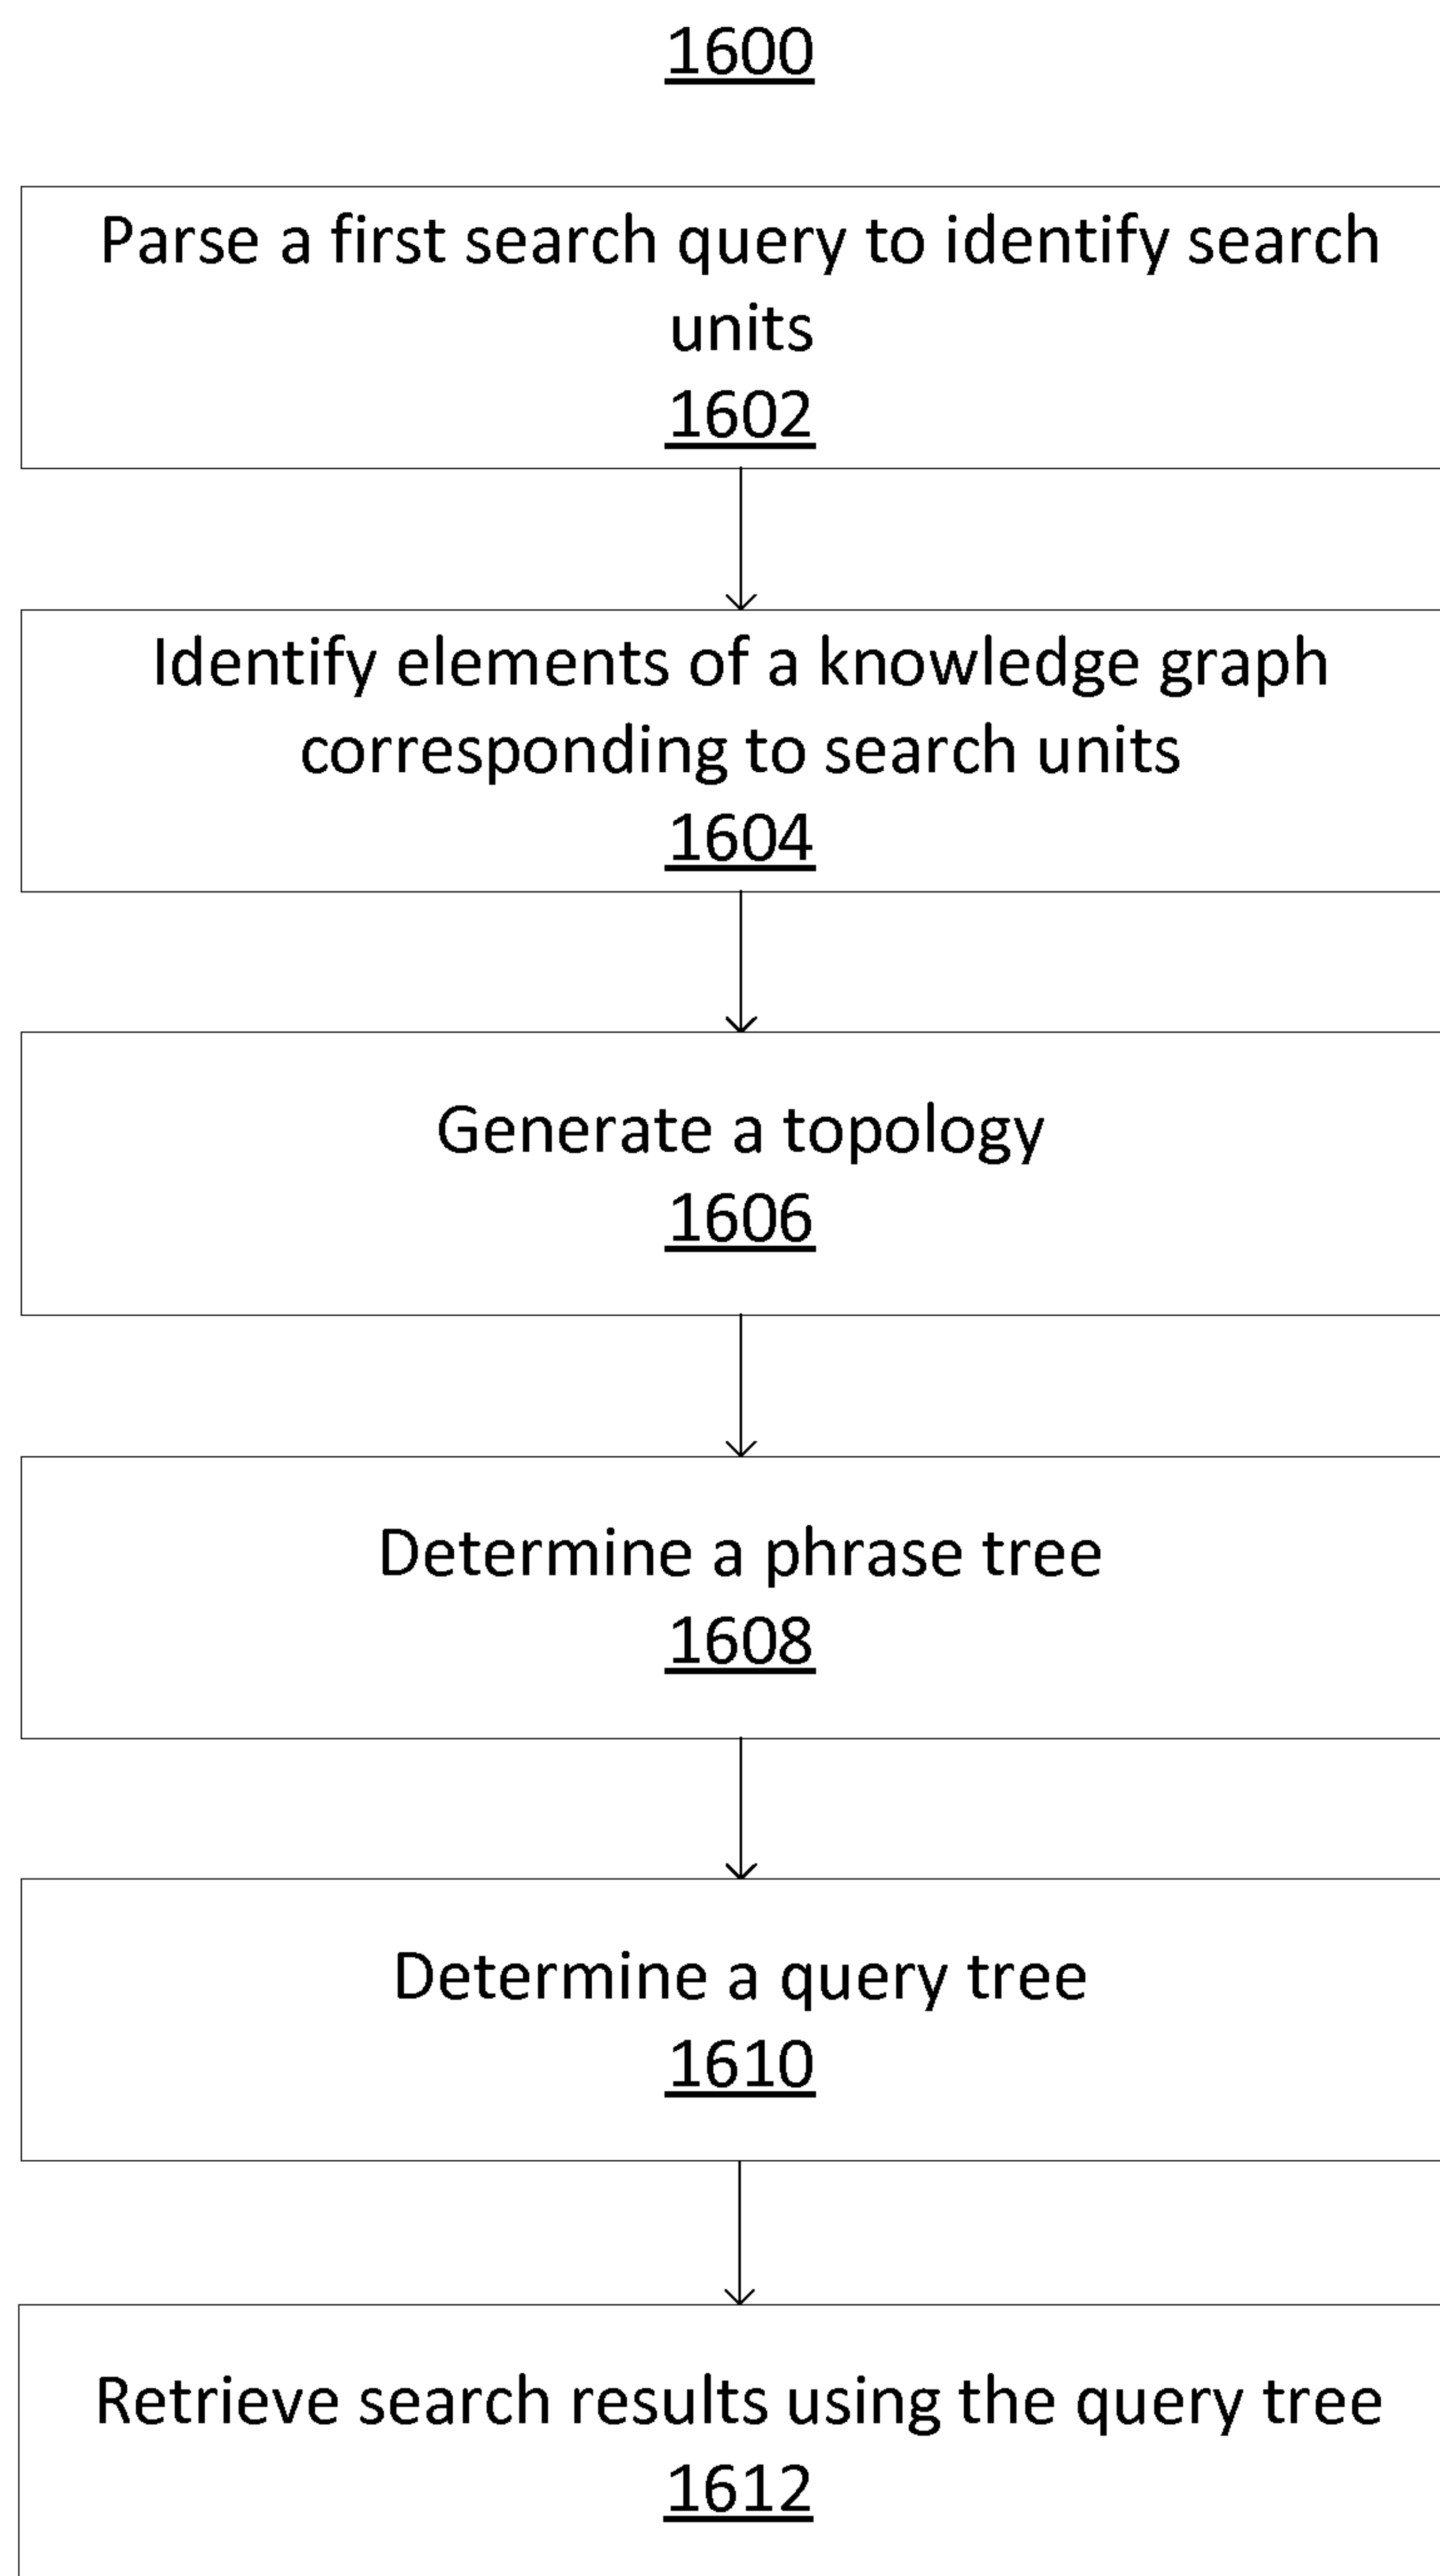 1600
Parse a first search query to identify search
units
1602
Identify elements of a knowledge graph
corresponding to search units
1604
Generate a topology
1606
Determine a phrase tree
1608
Determine a query tree
1610
Retrieve search results using the query tree
1612